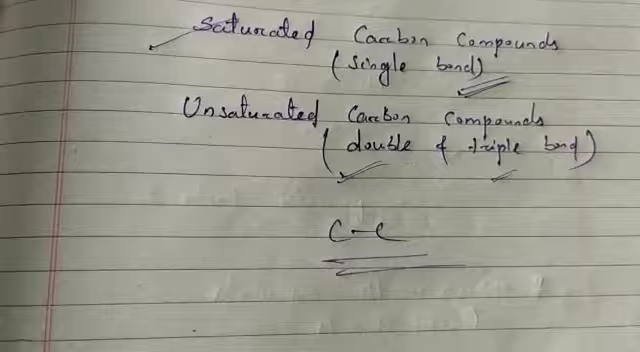 Saturated Carbon Compounds
(single bond)
Unsaturated Carbon Compounds
(double & triple bond)
C-C